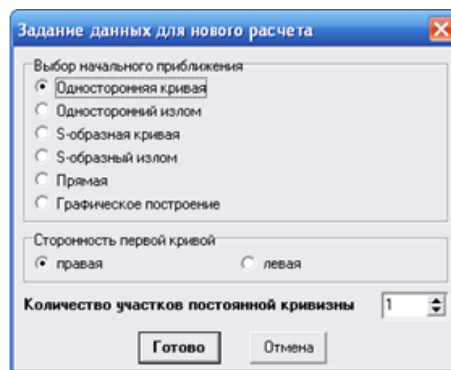 Задание данных для нового расчета
Выбор начального приближения
Односторонняя кривая
Односторонний излом
S-образная кривая
S-образный излом
Прямая
Графическое построение
Сторонность первой кривой
правая левая
Количество участков постоянной кривизны 1
Готово Отмена